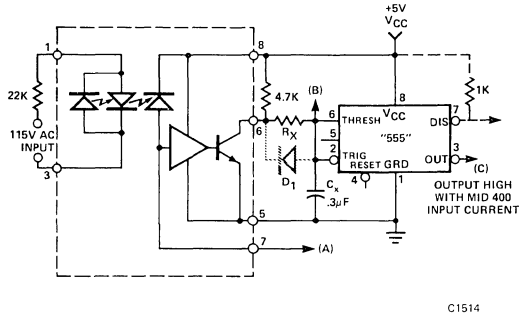 +5V
VCC
1
8
22K
4.7K
(B)
1K
8
VCC
7
6
RX
6
THRESH
DIS
115V AC
INPUT
5
"555"
3
2
TRIG
OUT
(C)
3
RESET
GRD
D1
4
1
CX
.3µF
OUTPUT HIGH
WITH MID 400
INPUT CURRENT
5
7
(A)
C1514